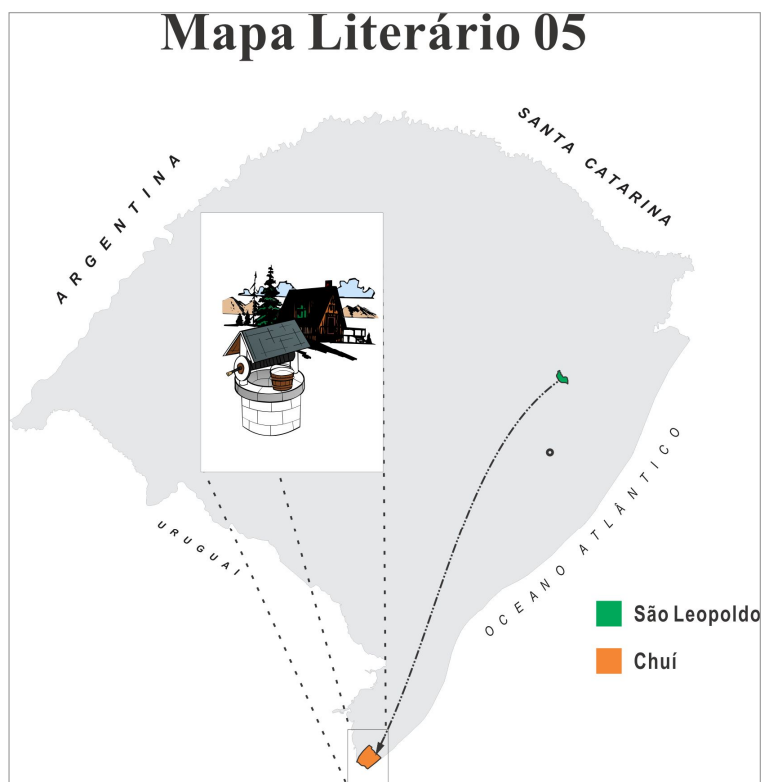 Mapa Literário 05
SANTA CATARINA
ARGENTINA
URUGUAI
OCEANO ATLÂNTICO
São Leopoldo
Chuí